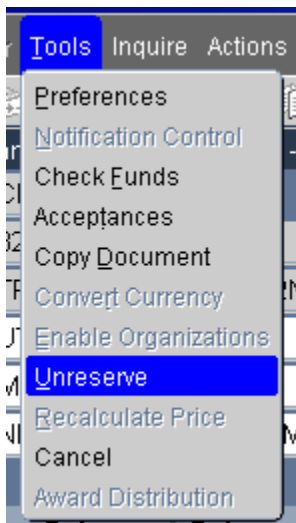 Tools Inquire Actions
Preferences
Notification Control
Check Funds
Acceptances
Copy Document
Convert Currency
Enable Organizations
Unreserve
Recalculate Price
Cancel
Award Distribution